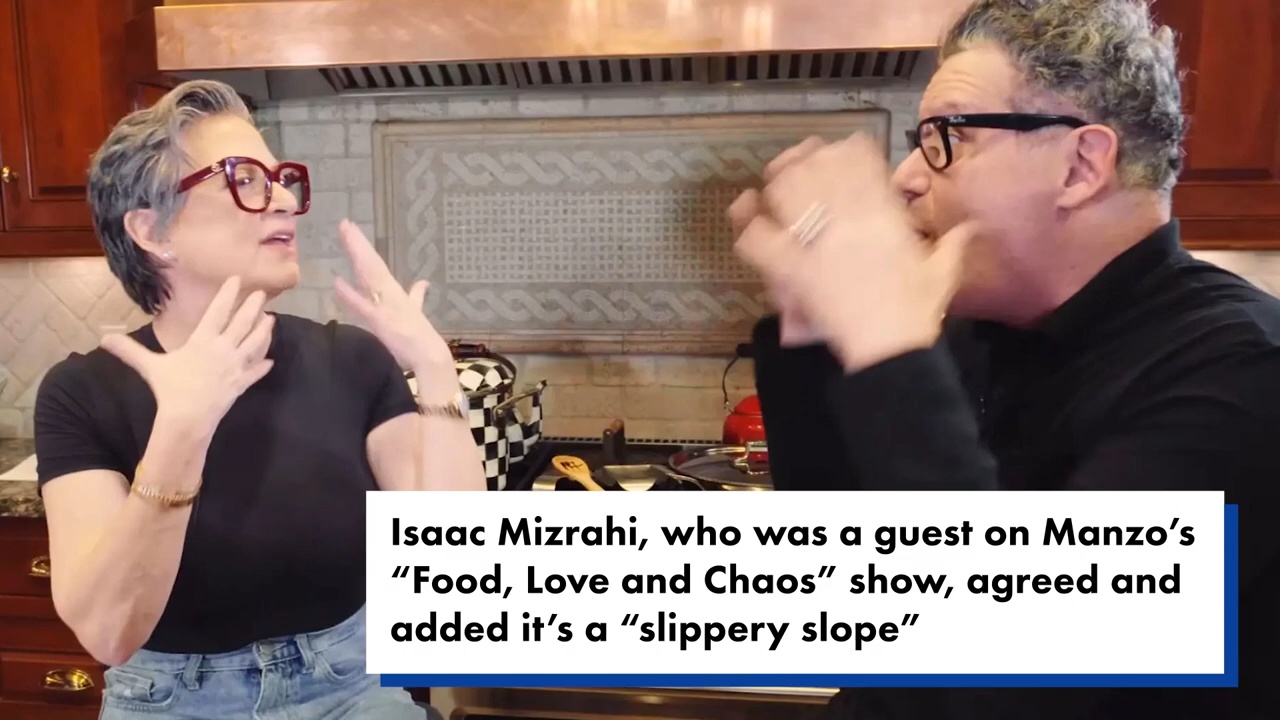 Isaac Mizrahi, who was a guest on Manzo’s
“Food, Love and Chaos” show, agreed and
added it’s a “slippery slope”